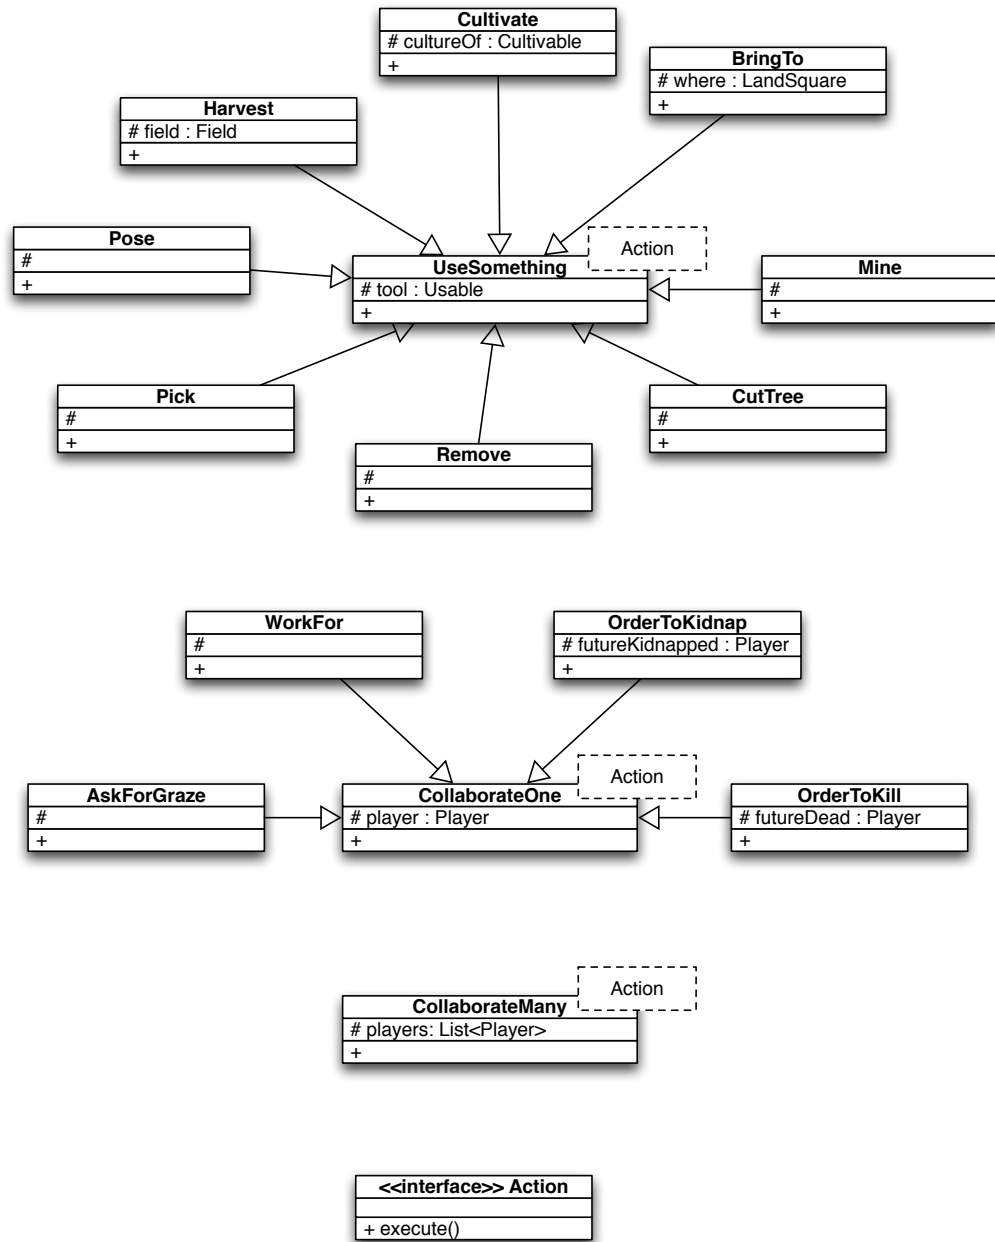 Cultivate
# cultureOf : Cultivable
+
BringTo
# where : LandSquare
+
Harvest
# field : Field
+
Pose
#
+
Action
UseSomething
# tool : Usable
+
Mine
#
+
Pick
#
+
CutTree
#
+
Remove
#
+
WorkFor
#
+
OrderToKidnap
# futureKidnapped : Player
+
Action
AskForGraze
#
+
CollaborateOne
# player : Player
+
OrderToKill
# futureDead : Player
+
Action
CollaborateMany
# players: List<Player>
+
<<interface>> Action
+ execute()